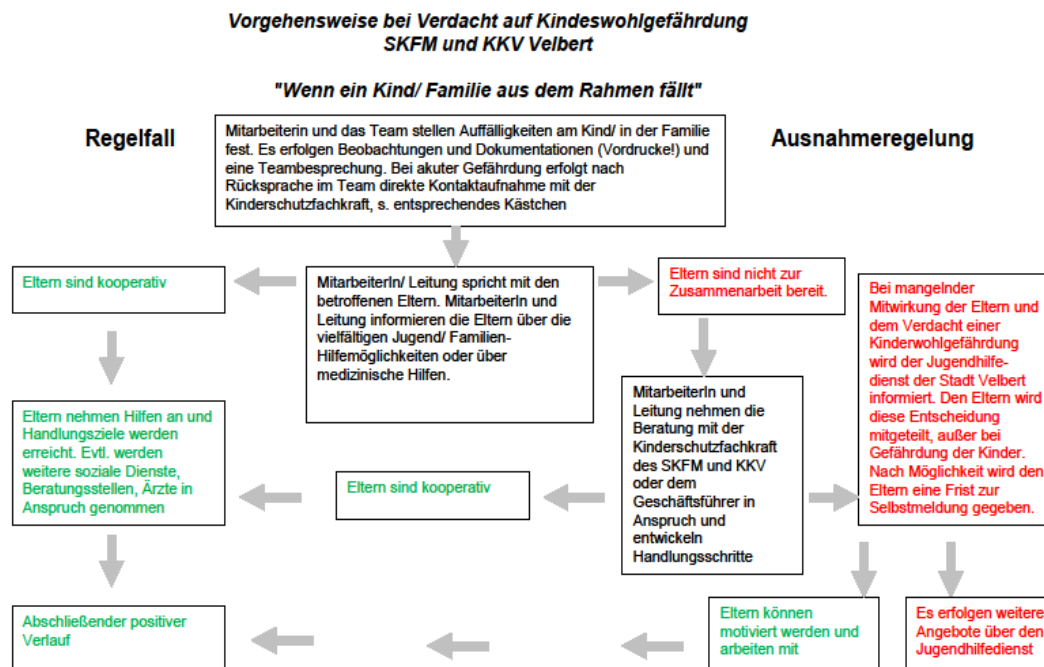 Vorgehensweise bei Verdacht auf Kindeswohlgefährdung
SKFM und KKV Velbert
"Wenn ein Kind/ Familie aus dem Rahmen fällt"
Regelfall
Mitarbeiterin und das Team stellen Auffälligkeiten am Kind/ in der Familie
fest. Es erfolgen Beobachtungen und Dokumentationen (Vordrucke!) und
eine Teambesprechung. Bei akuter Gefährdung erfolgt nach
Rücksprache im Team direkte Kontaktaufnahme mit der
Kinderschutzfachkraft, s. entsprechendes Kästchen
Ausnahmeregelung
Eltern sind kooperativ
MitarbeiterIn/ Leitung spricht mit den
betroffenen Eltern. MitarbeiterIn und
Leitung informieren die Eltern über die
vielfältigen Jugend/ Familien-
Hilfemöglichkeiten oder über
medizinische Hilfen.
Eltern sind nicht zur
Zusammenarbeit bereit.
Bei mangelnder
Mitwirkung der Eltern und
dem Verdacht einer
Kinderwohlgefährdung
wird der Jugendhilfe-
dienst der Stadt Velbert
informiert. Den Eltern wird
diese Entscheidung
mitgeteilt, außer bei
Gefährdung der Kinder.
Nach Möglichkeit wird den
Eltern eine Frist zur
Selbstmeldung gegeben.
Eltern nehmen Hilfen an und
Handlungsziele werden
erreicht. Evtl. werden
weitere soziale Dienste,
Beratungsstellen, Ärzte in
Anspruch genommen
Eltern sind kooperativ
MitarbeiterIn und
Leitung nehmen die
Beratung mit der
Kinderschutzfachkraft
des SKFM und KKV
oder dem
Geschäftsführer in
Anspruch und
entwickeln
Handlungsschritte
Abschließender positiver
Verlauf
Eltern können
motiviert werden und
arbeiten mit
Es erfolgen weitere
Angebote über den
Jugendhilfedienst